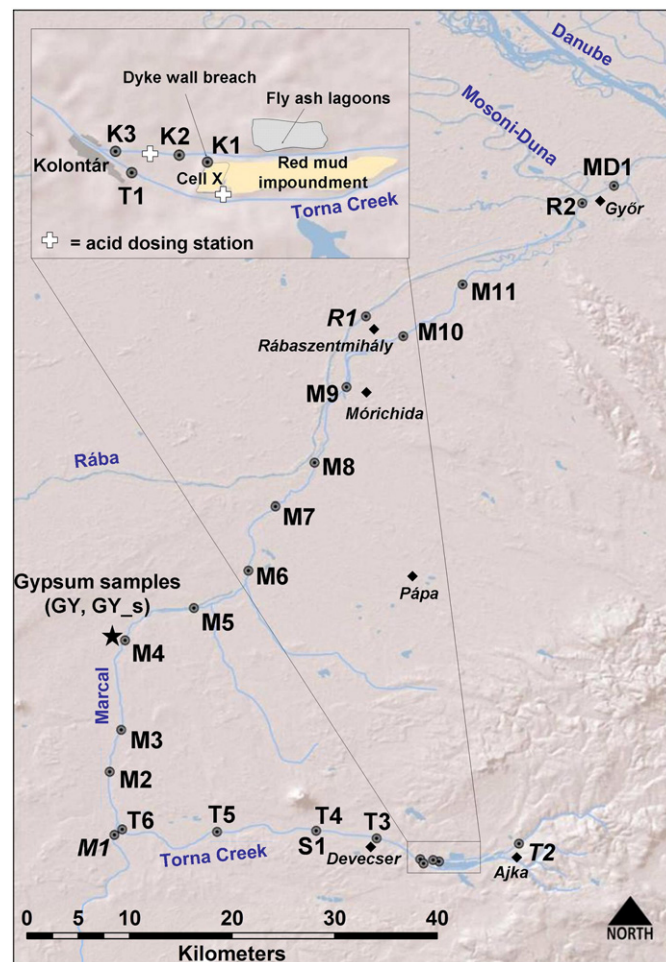 Danube
Mosoni-Duna
Dyke wall breach
Fly ash lagoons
K3
K2
K1
Kolontár
Cell X
Red mud
impoundment
T1
Torna Creek
= acid dosing station
MD1
R2
Győr
M11
R1
M10
Rábaszentmihály
M9
Mórichida
Rába
M8
M7
M6
Pápa
Gypsum samples
(GY, GY_s)
M5
M4
Marcal
M3
M2
T6
T5
T4
T3
M1
S1
T2
Torna Creek
Devecser
Ajka
0
10
20
30
40
Kilometers
NORTH